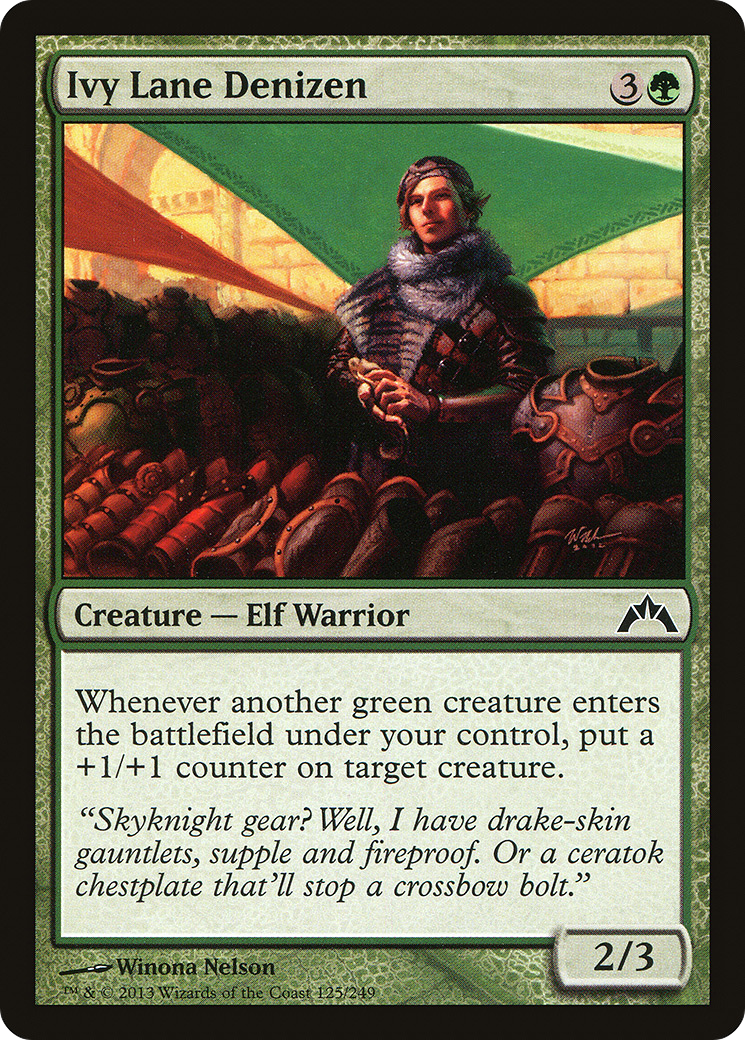 Ivy Lane Denizen 3
Creature — Elf Warrior
Whenever another green creature enters
the battlefield under your control, put a
+1/+1 counter on target creature.
“Skyknight gear? Well, I have drake-skin
gauntlets, supple and fireproof. Or a ceratok
chestplate that’ll stop a crossbow bolt.”
2/3
Winona Nelson
™ & © 2013 Wizards of the Coast 125/249